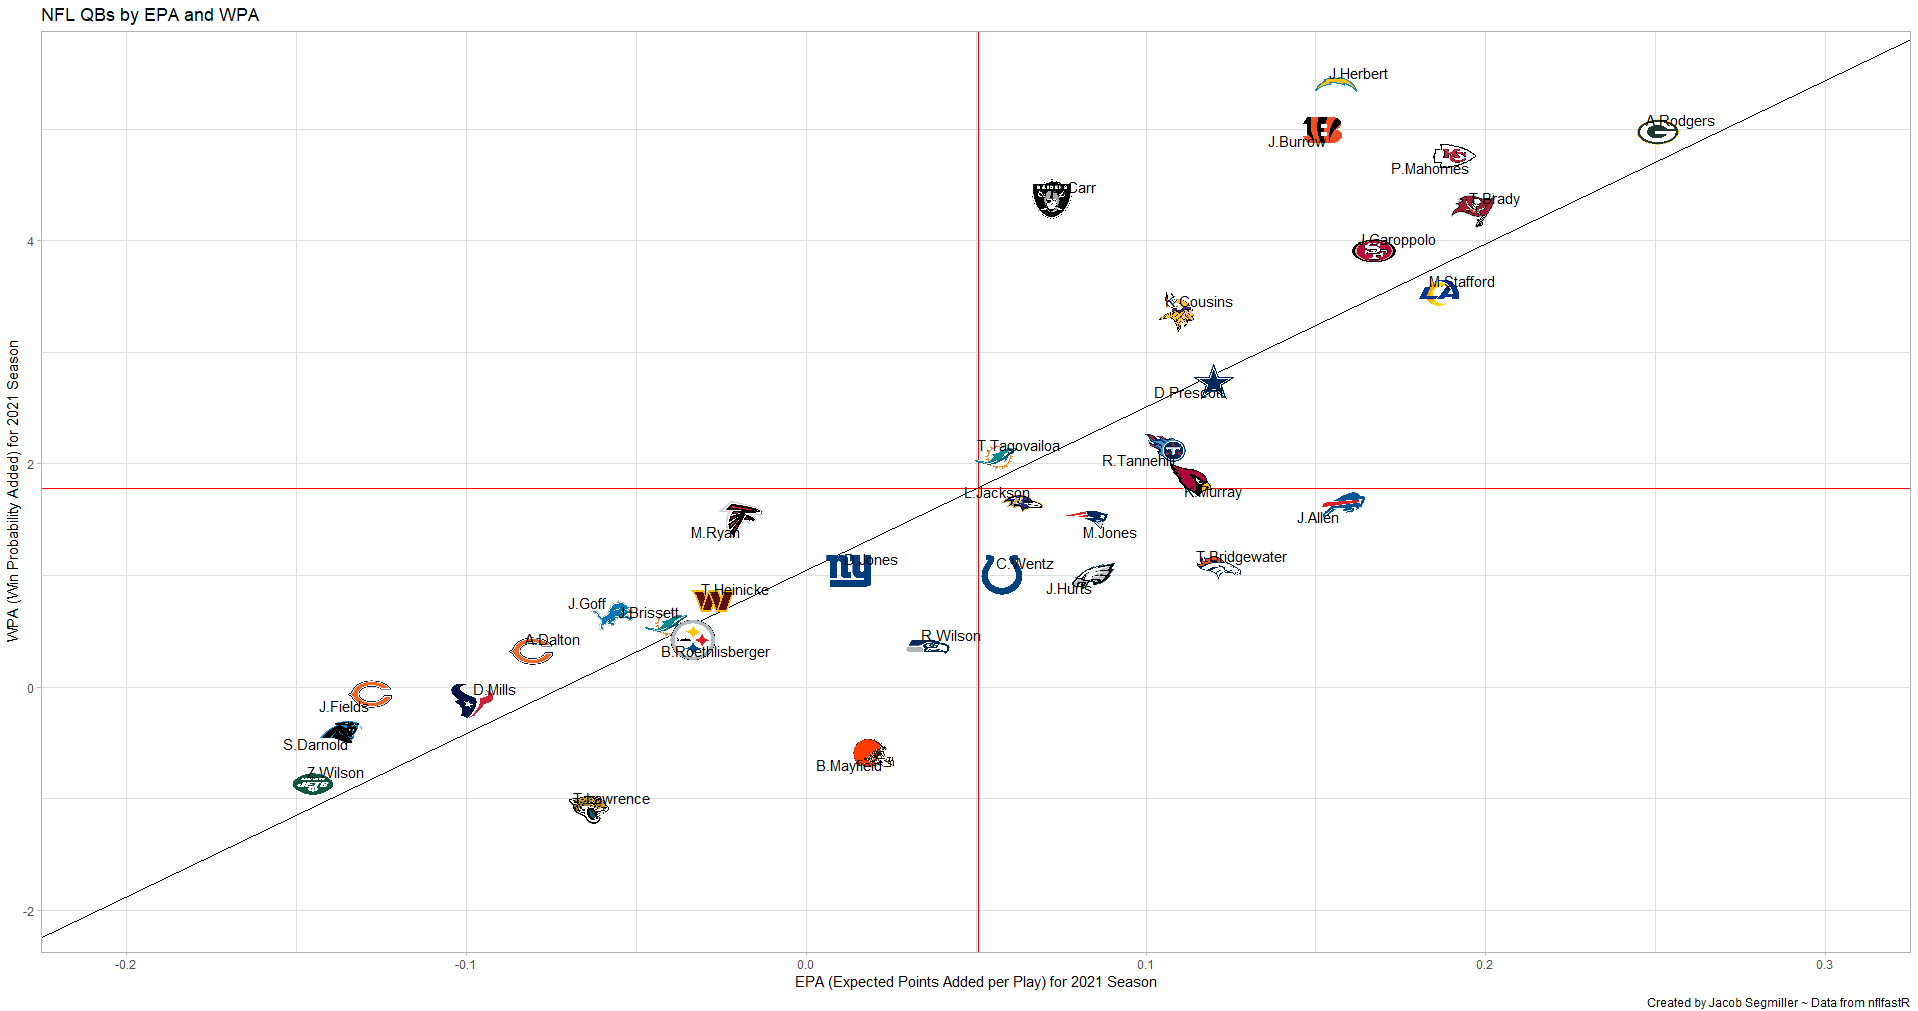 NFL QBs by EPA and WPA
J.Herbert
A.Rodgers
J.Burrow
P.Mahomes
RAIDERS
Carr
T.Brady
J.Garoppolo
M.Stafford
K.Cousins
D.Prescott
T.Tagovailoa
R.Tannehill
L.Jackson
K.Murray
J.Allen
M.Ryan
M.Jones
D.Jones
ny
C.Wentz
T.Bridgewater
J.Hurts
T.Heinicke
J.Goff
J.Brissett
R.Wilson
A.Dalton
B.Roethlisberger
D.Mills
J.Fields
S.Darnold
B.Mayfield
Z.Wilson
JETS
T.Lawrence
4
2
0
-2
WPA (Win Probability Added) for 2021 Season
-0.2
-0.1
0.0
0.1
0.2
0.3
EPA (Expected Points Added per Play) for 2021 Season
Created by Jacob Segmiller ~ Data from nflfastR